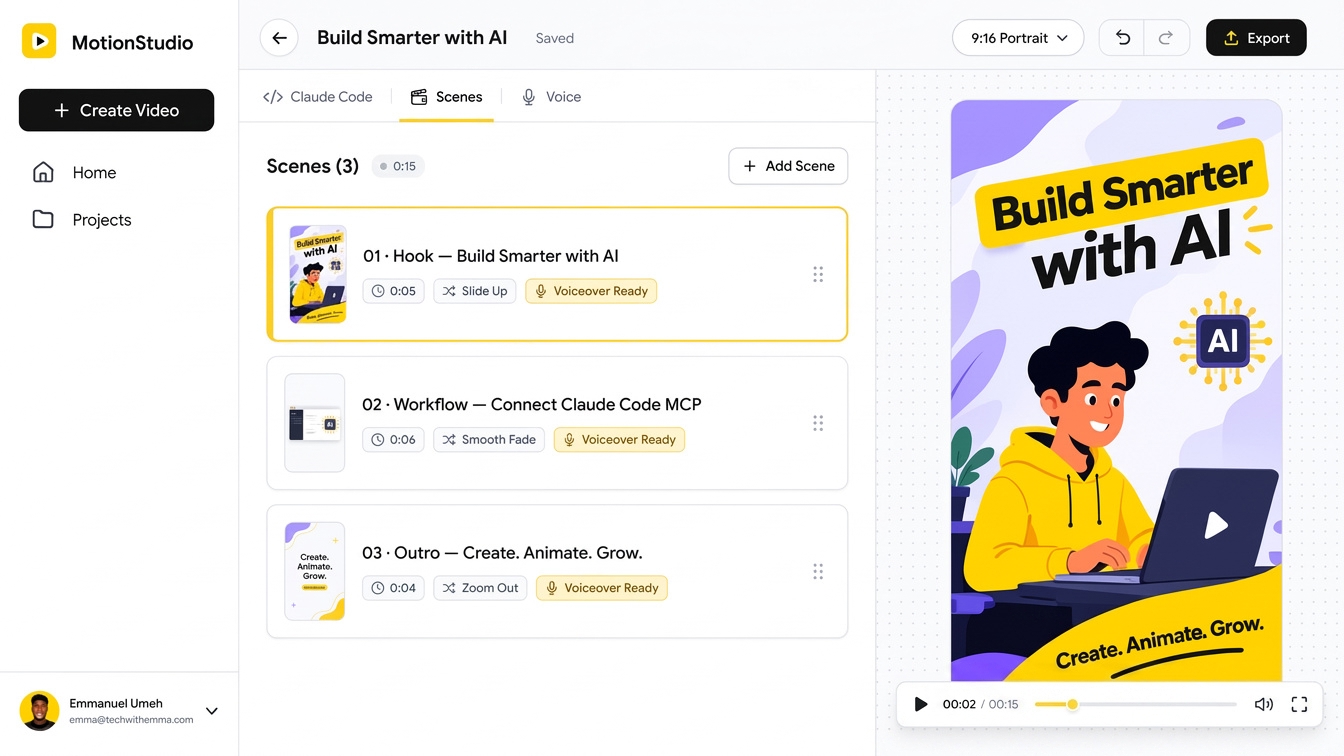 MotionStudio
Create Video
Home
Projects
Emmanuel Umeh
emma@techwithemma.com
Build Smarter with AI
Saved
9:16 Portrait
Export
</> Claude Code
Scenes
Voice
Scenes (3)
0:15
Add Scene
Build Smarter
with AI
01 · Hook — Build Smarter with AI
0:05
Slide Up
Voiceover Ready
02 · Workflow — Connect Claude Code MCP
0:06
Smooth Fade
Voiceover Ready
Create.
Animate.
Grow.
03 · Outro — Create. Animate. Grow.
0:04
Zoom Out
Voiceover Ready
Build Smarter
with AI
AI
Create. Animate. Grow.
00:02 / 00:15